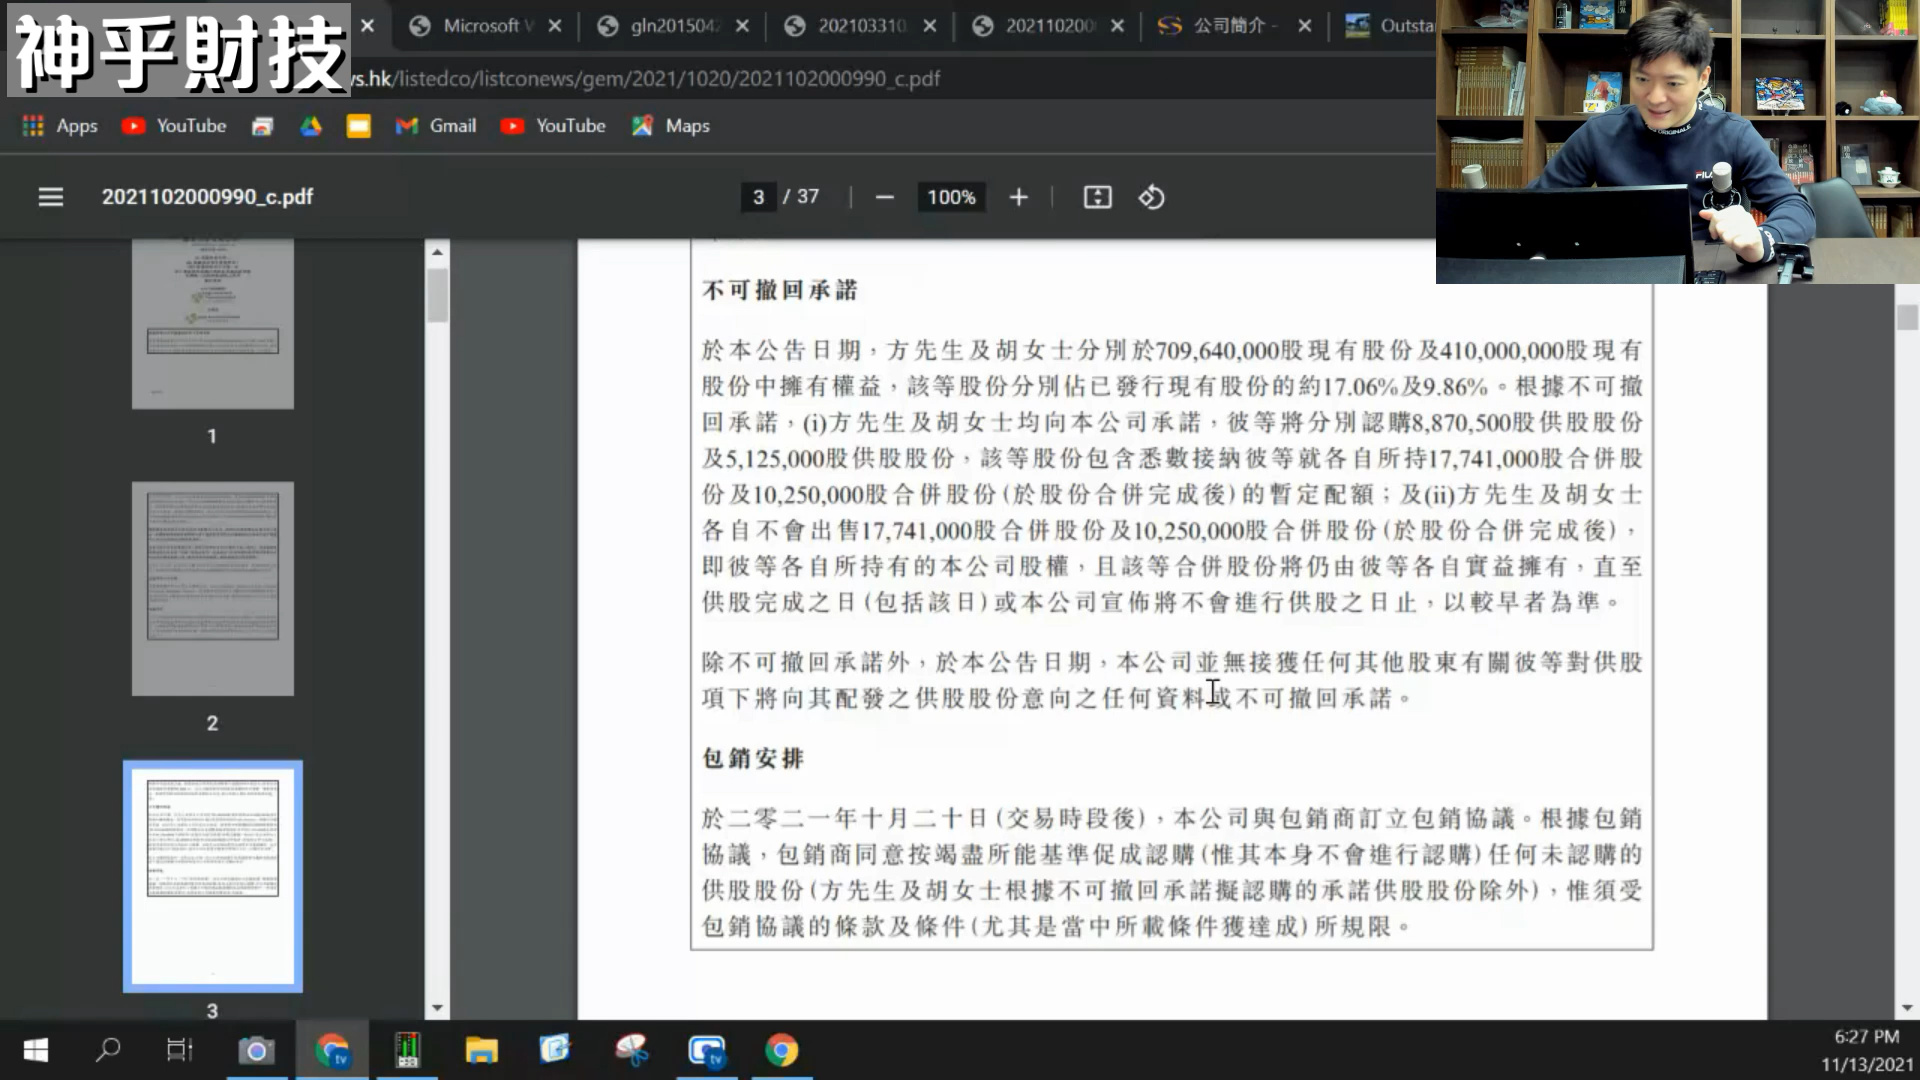 神乎財技
Microsoft V
gln2015042
202103310
202110200
公司簡介 -
Outsta
vs.hk/listedco/listconews/gem/2021/1020/2021102000990_c.pdf
Apps
YouTube
Gmail
YouTube
Maps
2021102000990_c.pdf
3 / 37
100%
不可撤回承諾
於本公告日期，方先生及胡女士分別於709,640,000股現有股份及410,000,000股現有
股份中擁有權益，該等股份分別佔已發行現有股份的約17.06%及9.86%。根據不可撤
回承諾，(i)方先生及胡女士均向本公司承諾，彼等將分別認購8,870,500股供股股份
及5,125,000股供股股份，該等股份包含悉數接納彼等就各自所持17,741,000股合併股
份及10,250,000股合併股份(於股份合併完成後)的暫定配額；及(ii)方先生及胡女士
各自不會出售17,741,000股合併股份及10,250,000股合併股份(於股份合併完成後)，
即彼等各自所持有的本公司股權，且該等合併股份將仍由彼等各自實益擁有，直至
供股完成之日(包括該日)或本公司宣佈將不會進行供股之日止，以較早者為準。
除不可撤回承諾外，於本公告日期，本公司並無接獲任何其他股東有關彼等對供股
項下將向其配發之供股股份意向之任何資料或不可撤回承諾。
包銷安排
於二零二一年十月二十日(交易時段後)，本公司與包銷商訂立包銷協議。根據包銷
協議，包銷商同意按竭盡所能基準促成認購(惟其本身不會進行認購)任何未認購的
供股股份(方先生及胡女士根據不可撤回承諾擬認購的承諾供股股份除外)，惟須受
包銷協議的條款及條件(尤其是當中所載條件獲達成)所規限。
1
2
3
ORIGINALE
FILA
tv
tv
6:27 PM
11/13/2021